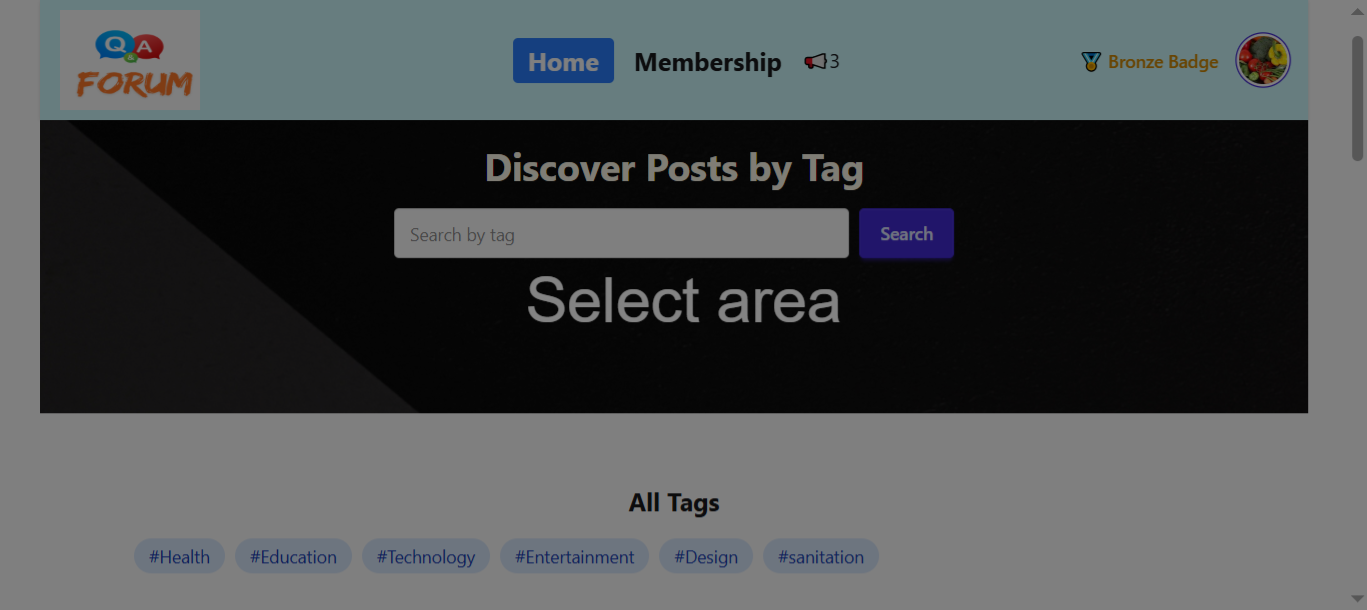 Q & A
FORUM
Home Membership 3 Bronze Badge
Discover Posts by Tag
Search by tag Search
Select area
All Tags
#Health #Education #Technology #Entertainment #Design #sanitation